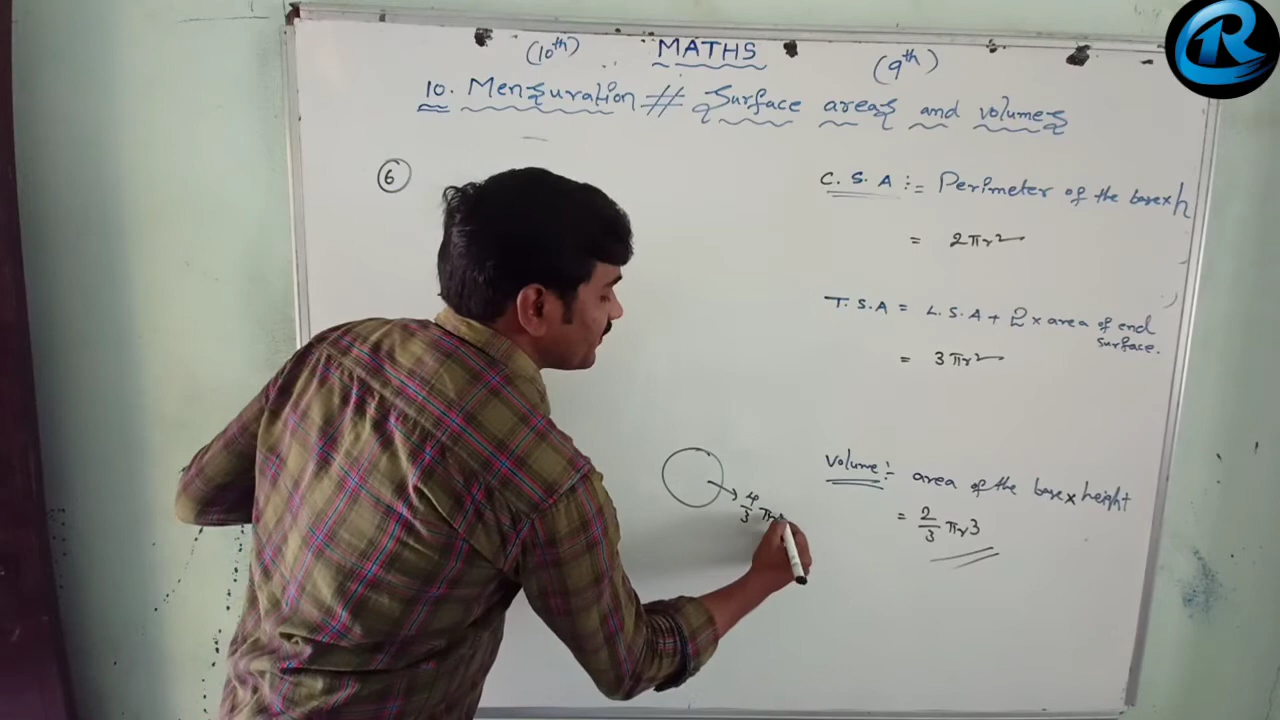 (10th) MATHS (9th)
10. Mensuration # Surface areas and volumes
6
C.S.A :- = Perimeter of the base×h
= 2πr²
T.S.A = L.S.A + 2 × area of end
surface.
= 3πr²
Volume :- area of the base×height
= 2/3 πr3
4/3 πr
R